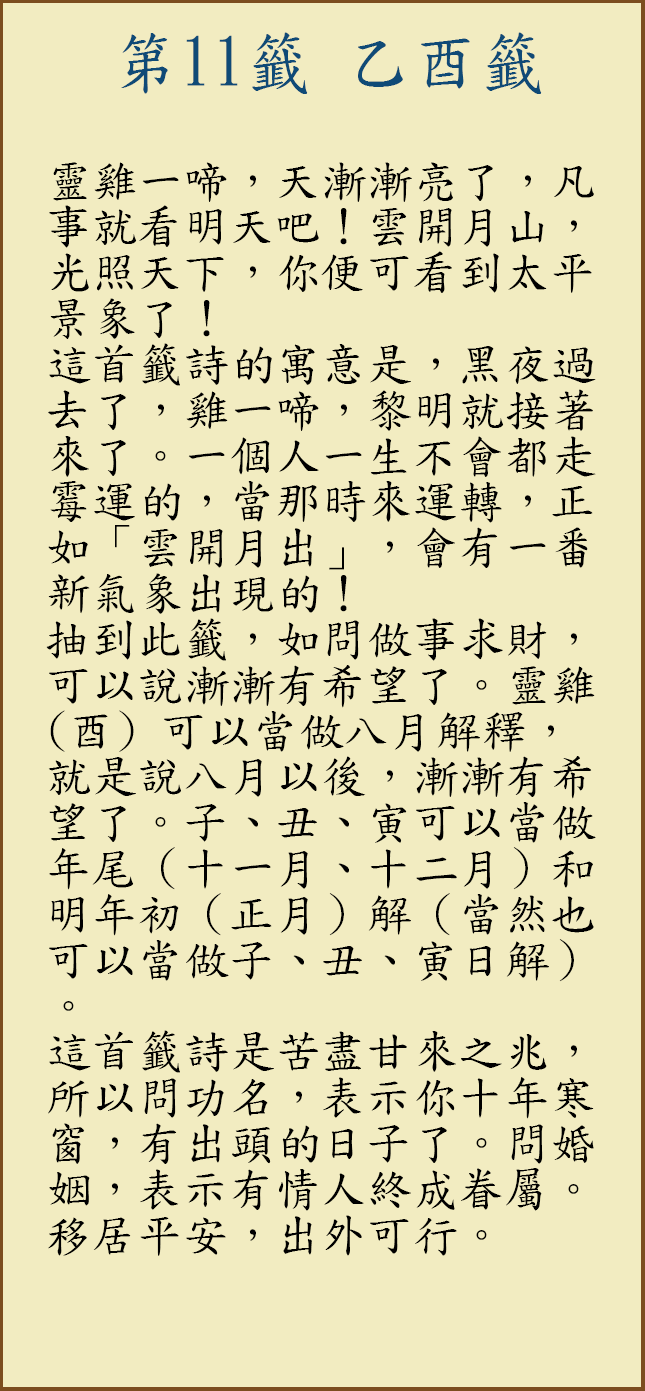 第11籤 乙酉籤
靈雞一啼，天漸漸亮了，凡
事就看明天吧！雲開月山，
光照天下，你便可看到太平
景象了！
這首籤詩的寓意是，黑夜過
去了，雞一啼，黎明就接著
來了。一個人一生不會都走
霉運的，當那時來運轉，正
如「雲開月出」，會有一番
新氣象出現的！
抽到此籤，如問做事求財，
可以說漸漸有希望了。靈雞
（酉）可以當做八月解釋，
就是說八月以後，漸漸有希
望了。子、丑、寅可以當做
年尾（十一月、十二月）和
明年初（正月）解（當然也
可以當做子、丑、寅日解）
。
這首籤詩是苦盡甘來之兆，
所以問功名，表示你十年寒
窗，有出頭的日子了。問婚
姻，表示有情人終成眷屬。
移居平安，出外可行。